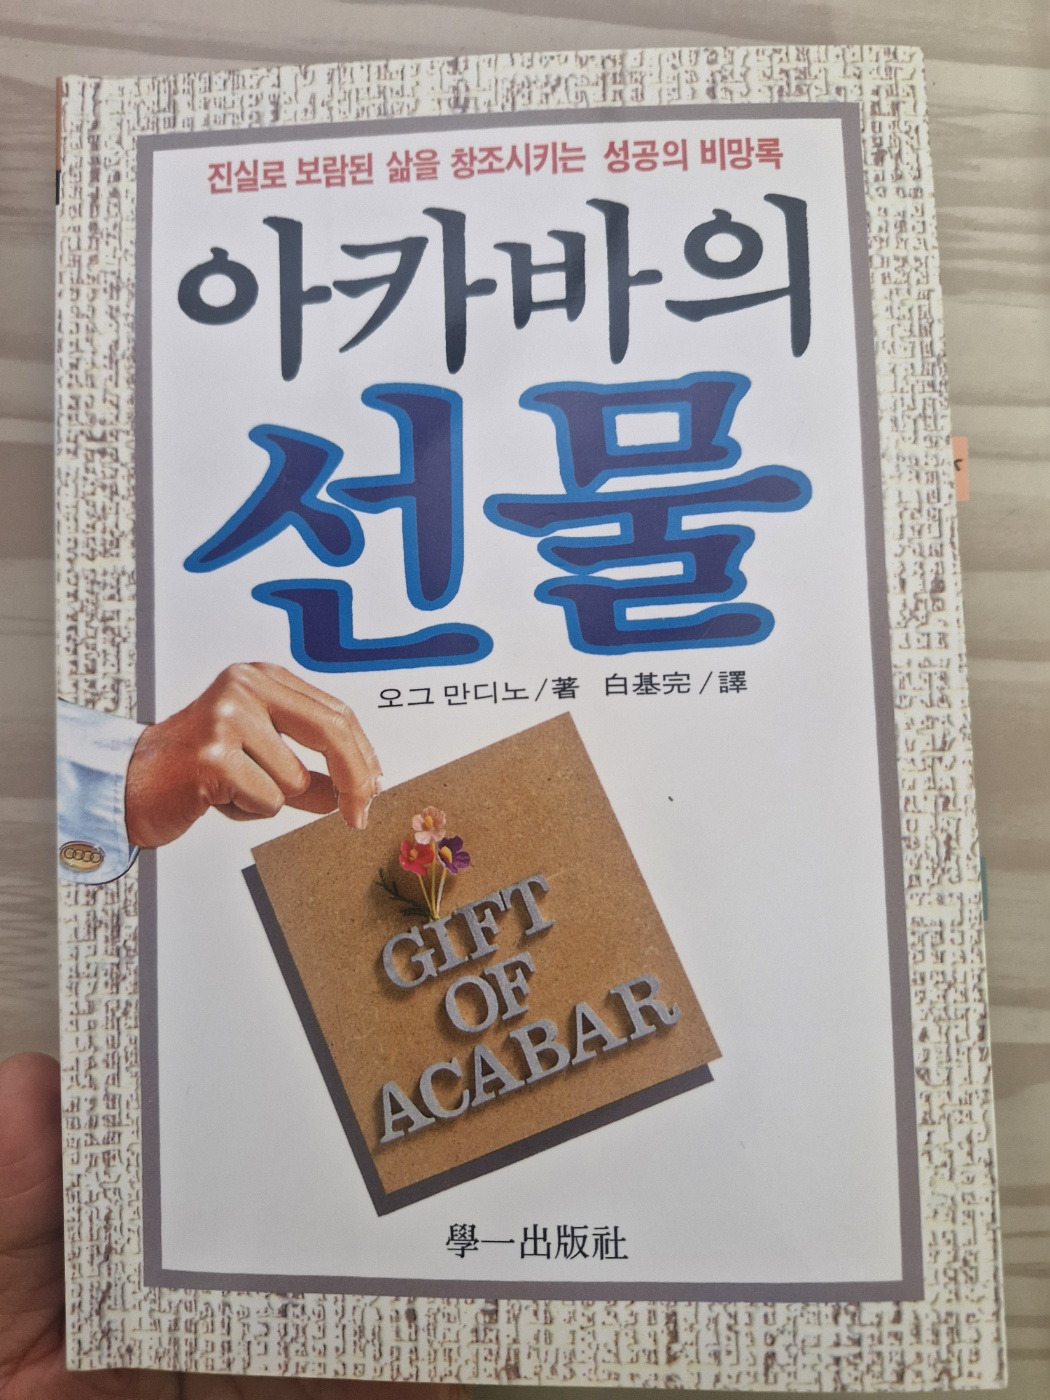 진실로 보람된 삶을 창조시키는 성공의 비망록
아카바의
선물
오그 만디노/著 白基完/譯
GIFT
OF
ACABAR
學一出版社